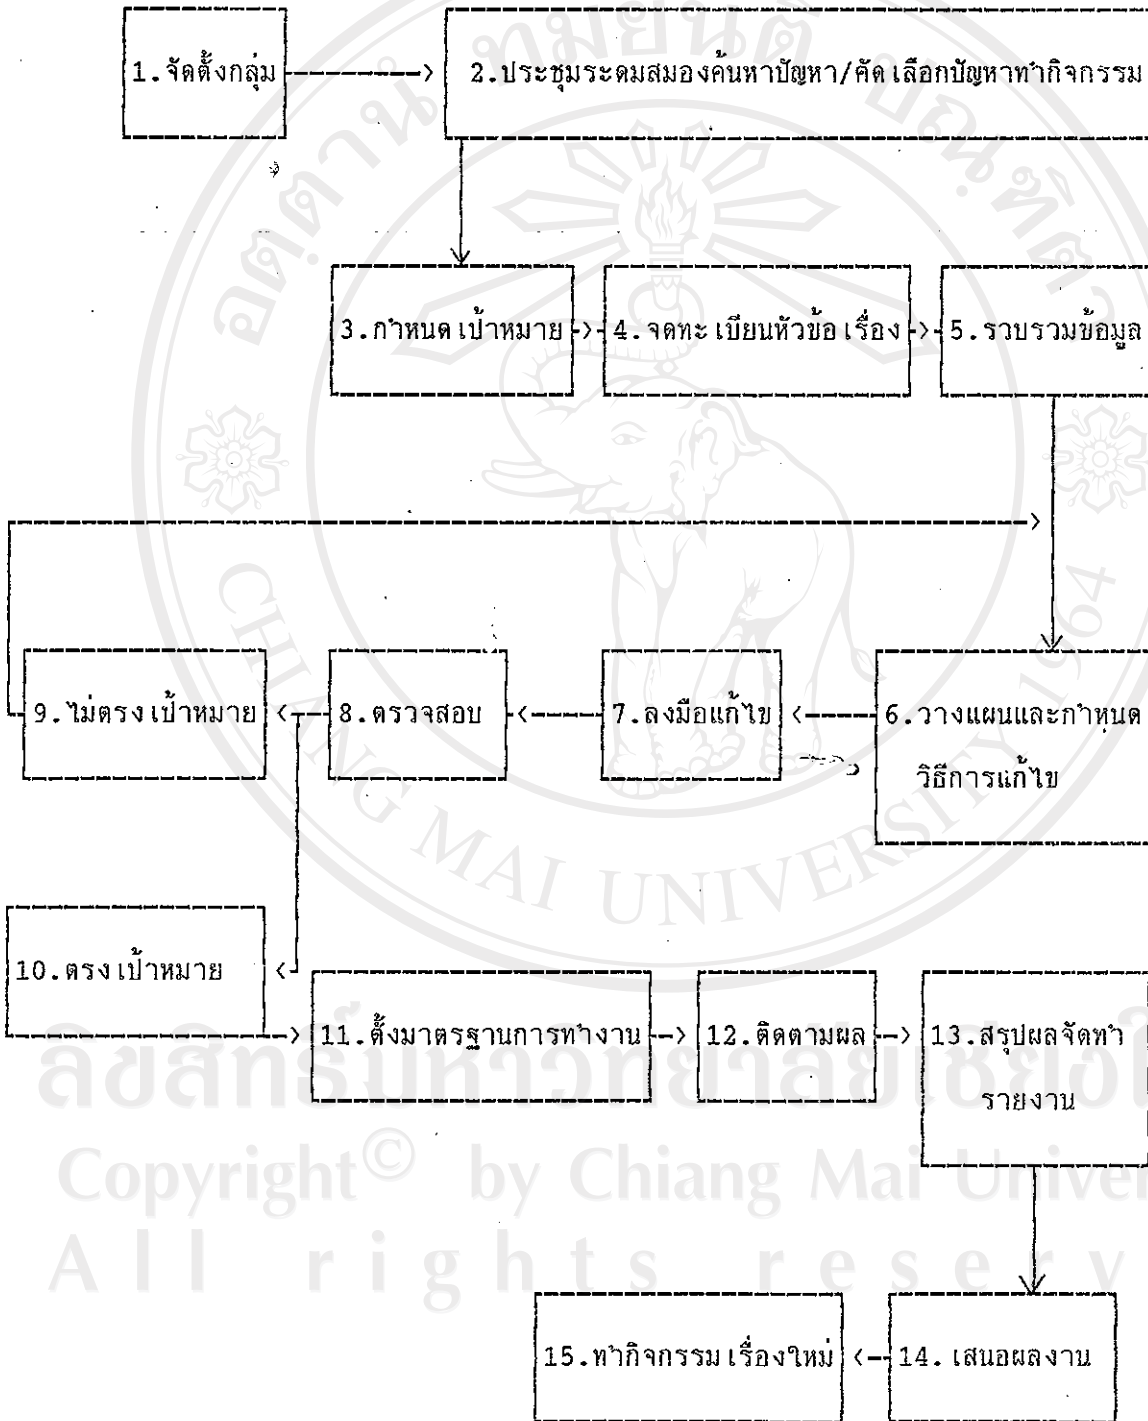 1.จัดตั้งกลุ่ม
2.ประชุมระดมสมองค้นหาปัญหา/คัดเลือกปัญหาทำกิจกรรม
3.กำหนดเป้าหมาย
4.จดทะเบียนหัวข้อเรื่อง
5.รวบรวมข้อมูล
9.ไม่ตรงเป้าหมาย
8.ตรวจสอบ
7.ลงมือแก้ไข
6.วางแผนและกำหนด
วิธีการแก้ไข
10.ตรงเป้าหมาย
11.ตั้งมาตรฐานการทำงาน
12.ติดตามผล
13.สรุปผลจัดทำ
รายงาน
15.ทำกิจกรรมเรื่องใหม่
14.เสนอผลงาน
CHIANG MAI UNIVERSITY 1964
Copyright© by Chiang Mai Univer
All rights reserv